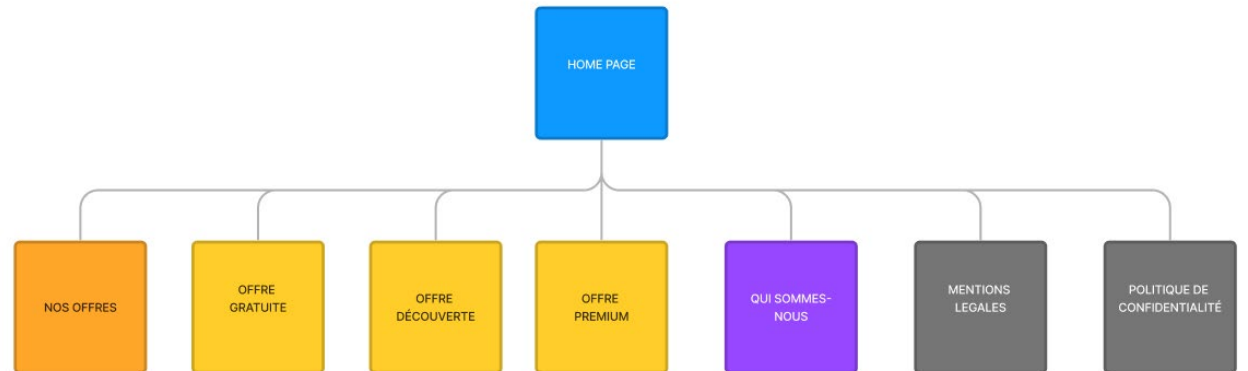 HOME PAGE
NOS OFFRES
OFFRE
GRATUITE
OFFRE
DÉCOUVERTE
OFFRE
PREMIUM
QUI SOMMES-
NOUS
MENTIONS
LEGALES
POLITIQUE DE
CONFIDENTIALITÉ